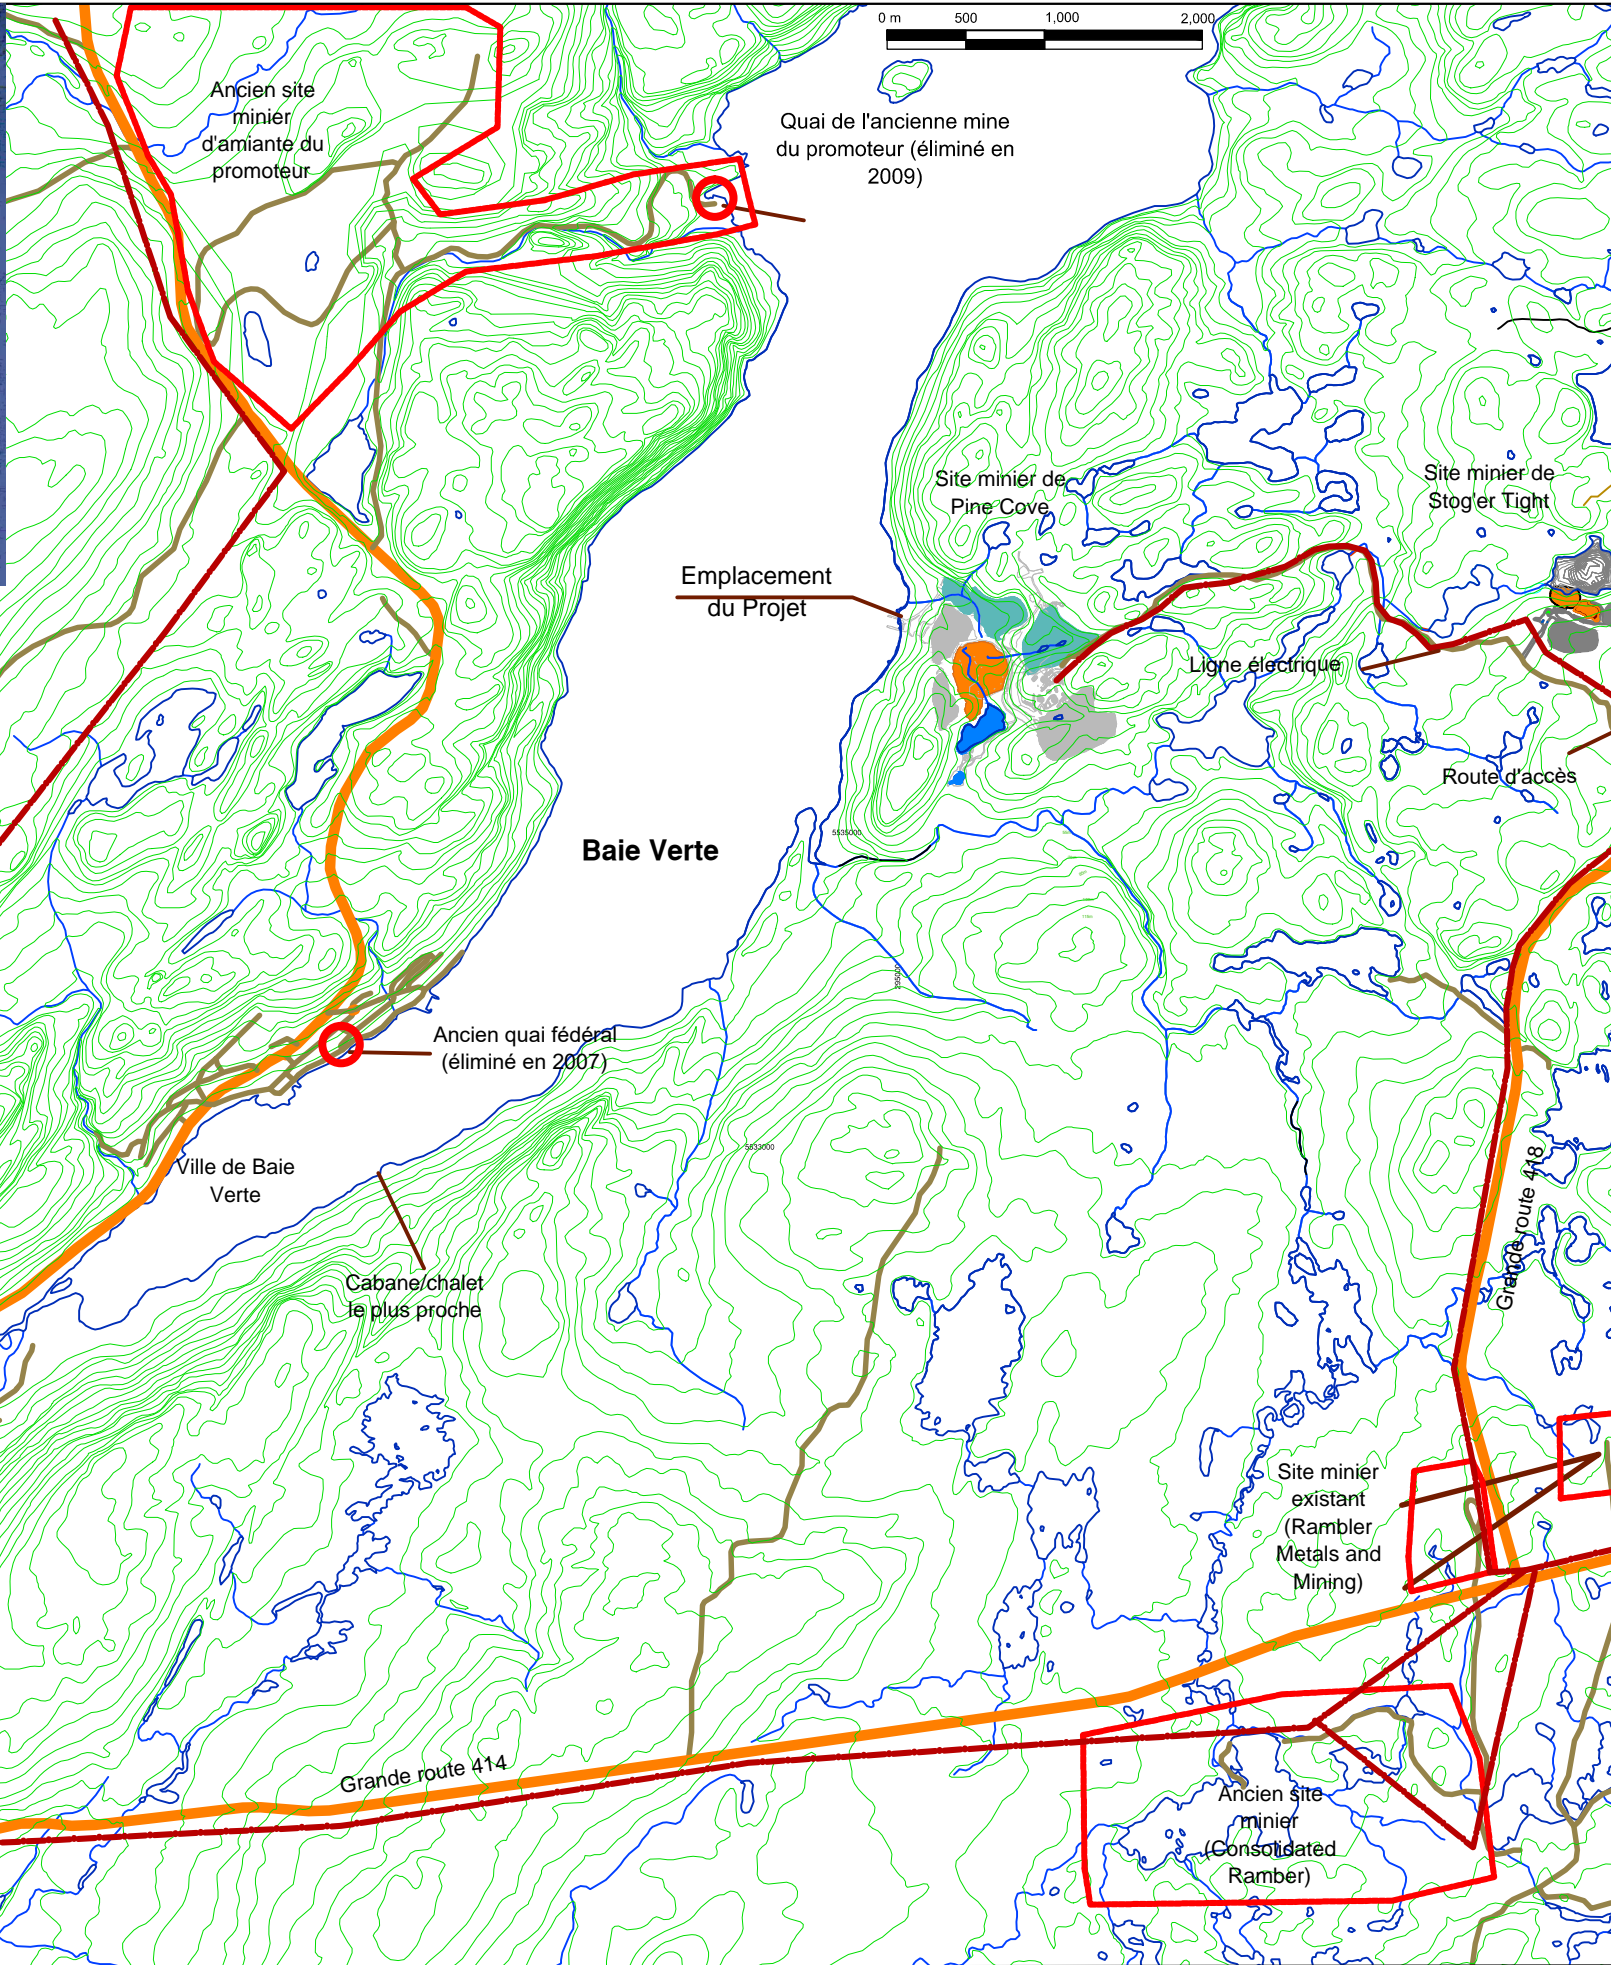 0 m 500 1,000 2,000
Ancien site
minier
d'amiante du
promoteur
Quai de l'ancienne mine
du promoteur (éliminé en
2009)
Site minier de
Pine Cove
Site minier de
Stog'er Tight
Emplacement
du Projet
Ligne électrique
Route d'accès
5535000
Baie Verte
295000
Ancien quai fédéral
(éliminé en 2007)
5533000
Ville de Baie
Verte
Grande route 418
Cabane/chalet
le plus proche
Site minier
existant
(Rambler
Metals and
Mining)
Grande route 414
Ancien site
minier
(Consolidated
Ramber)